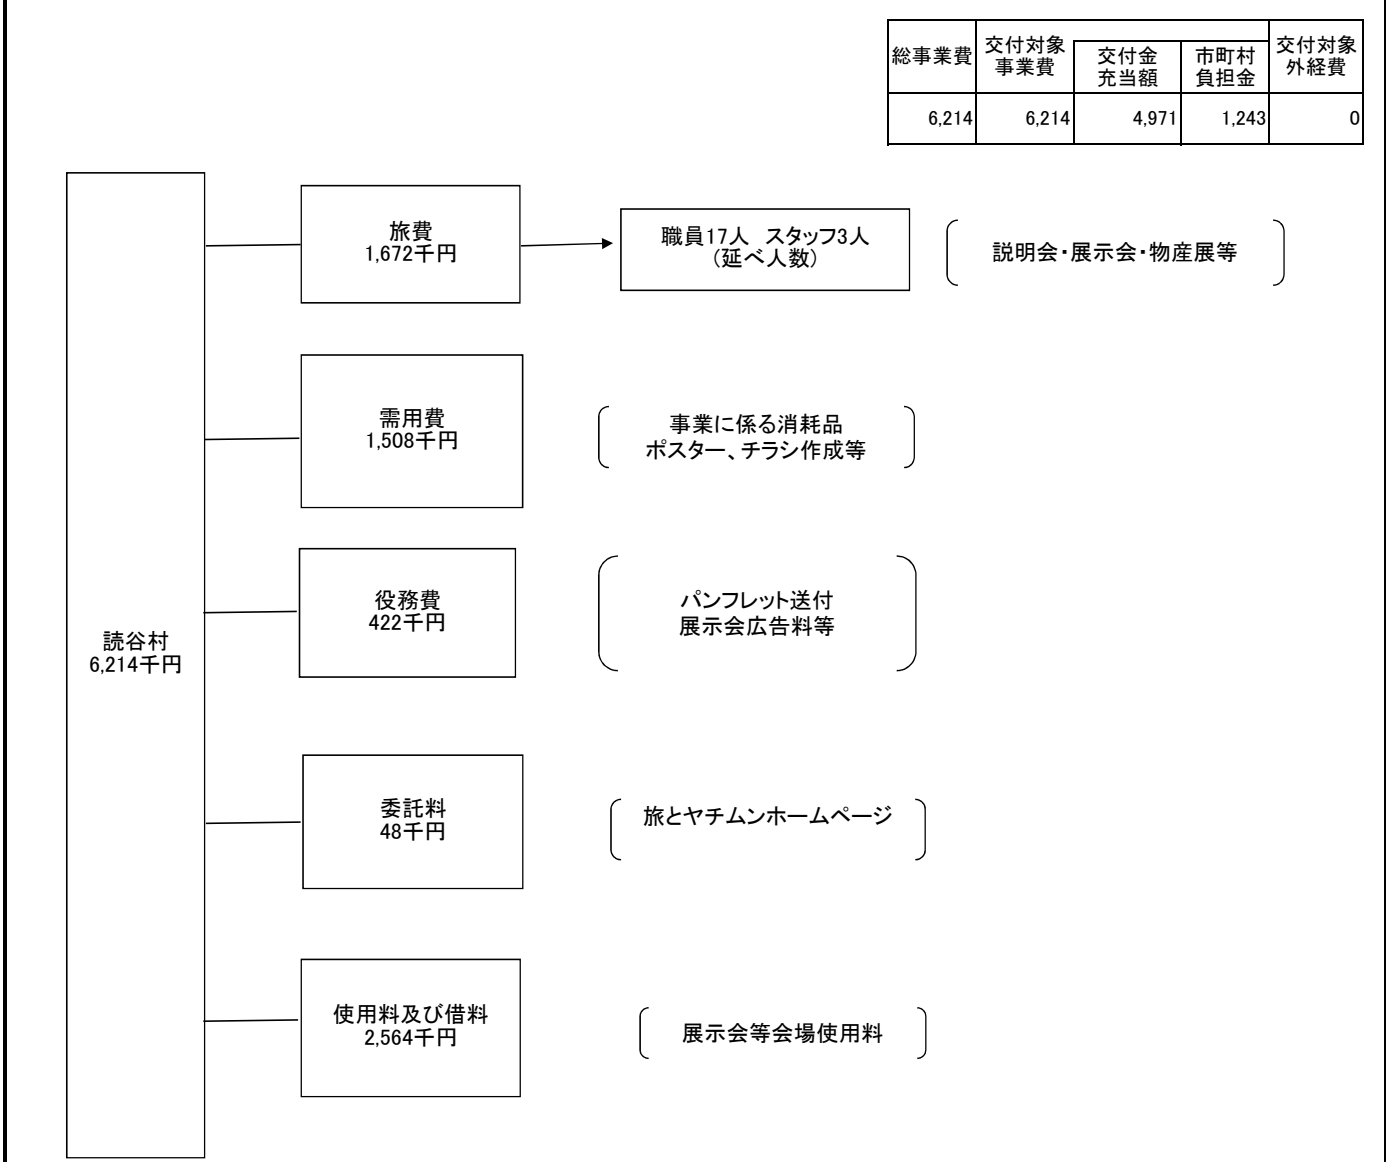 総事業費
交付対象
事業費
交付金
充当額
市町村
負担金
交付対象
外経費
6,214
6,214
4,971
1,243
0
読谷村
6,214千円
旅費
1,672千円
職員17人　スタッフ3人
(延べ人数)
説明会・展示会・物産展等
需用費
1,508千円
事業に係る消耗品
ポスター、チラシ作成等
役務費
422千円
パンフレット送付
展示会広告料等
委託料
48千円
旅とヤチムンホームページ
使用料及び借料
2,564千円
展示会等会場使用料